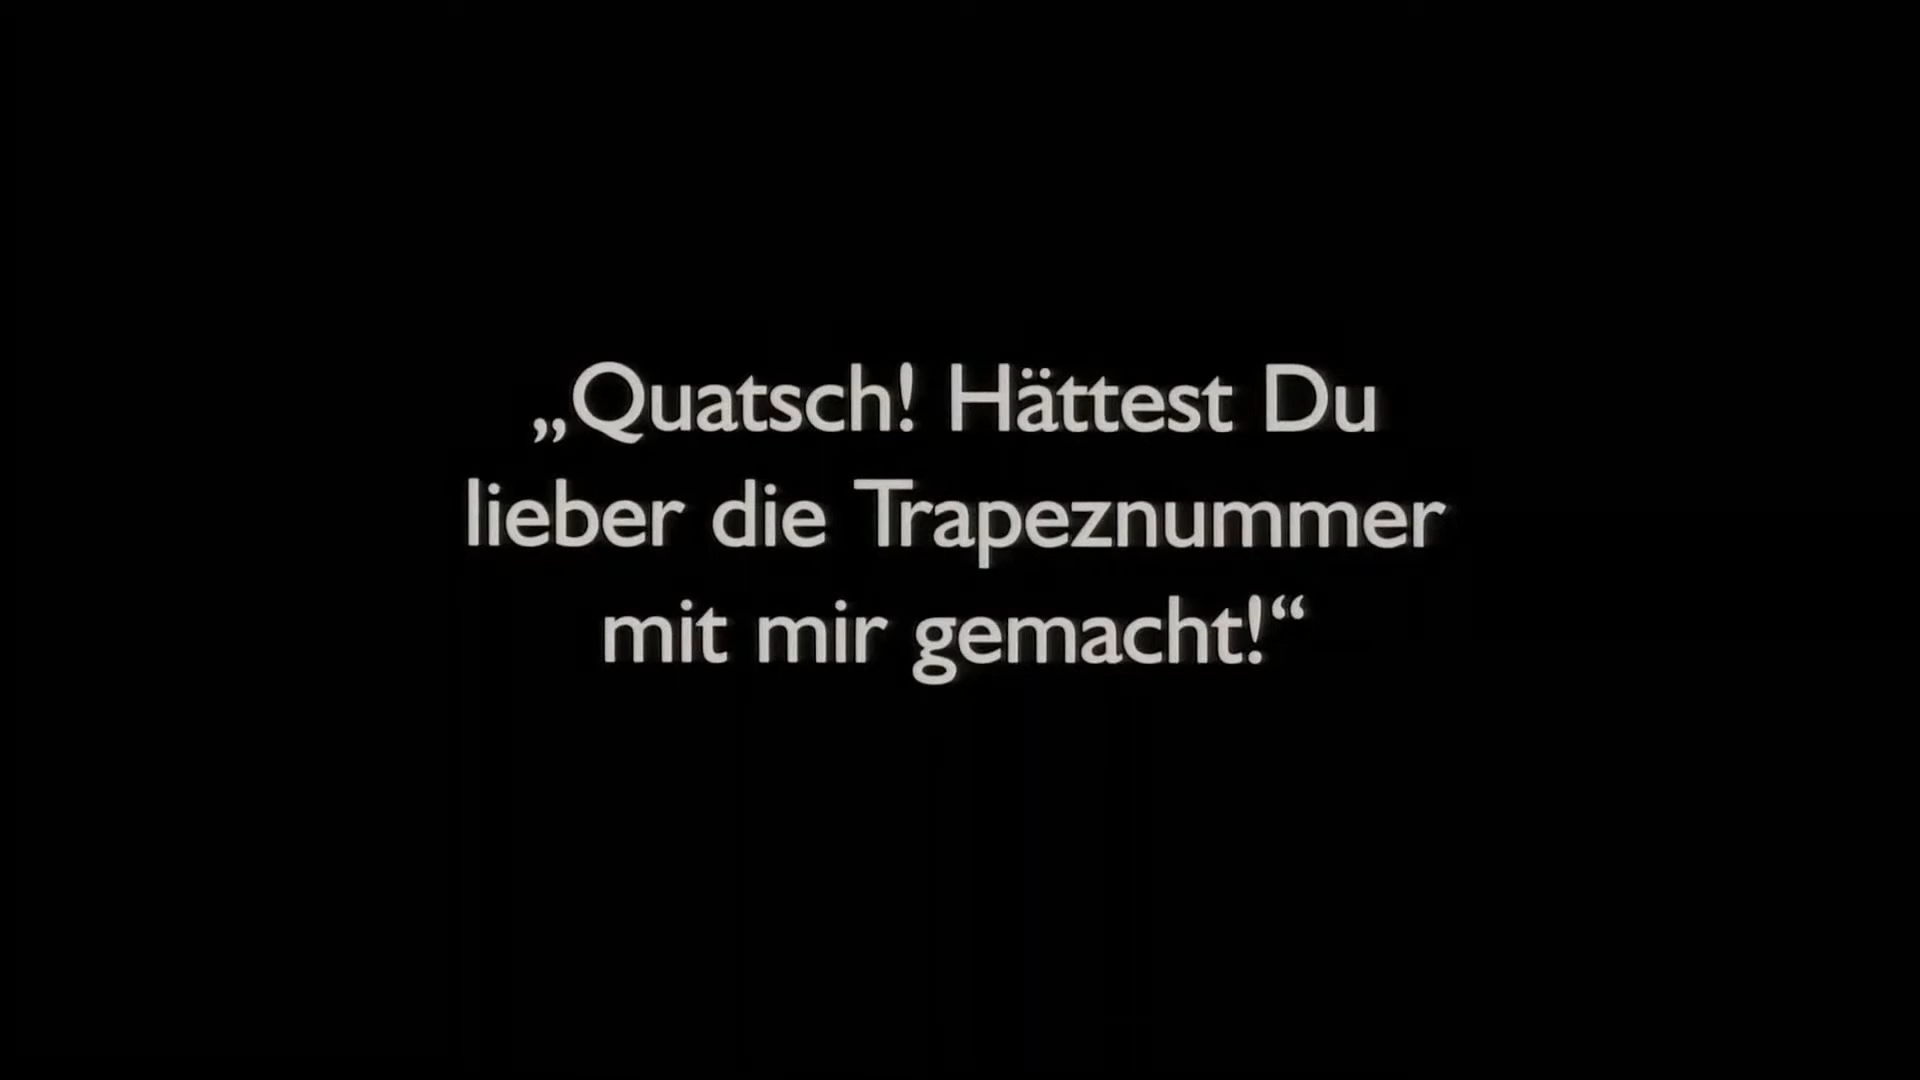 „Quatsch! Hättest Du
lieber die Trapeznummer
mit mir gemacht!“